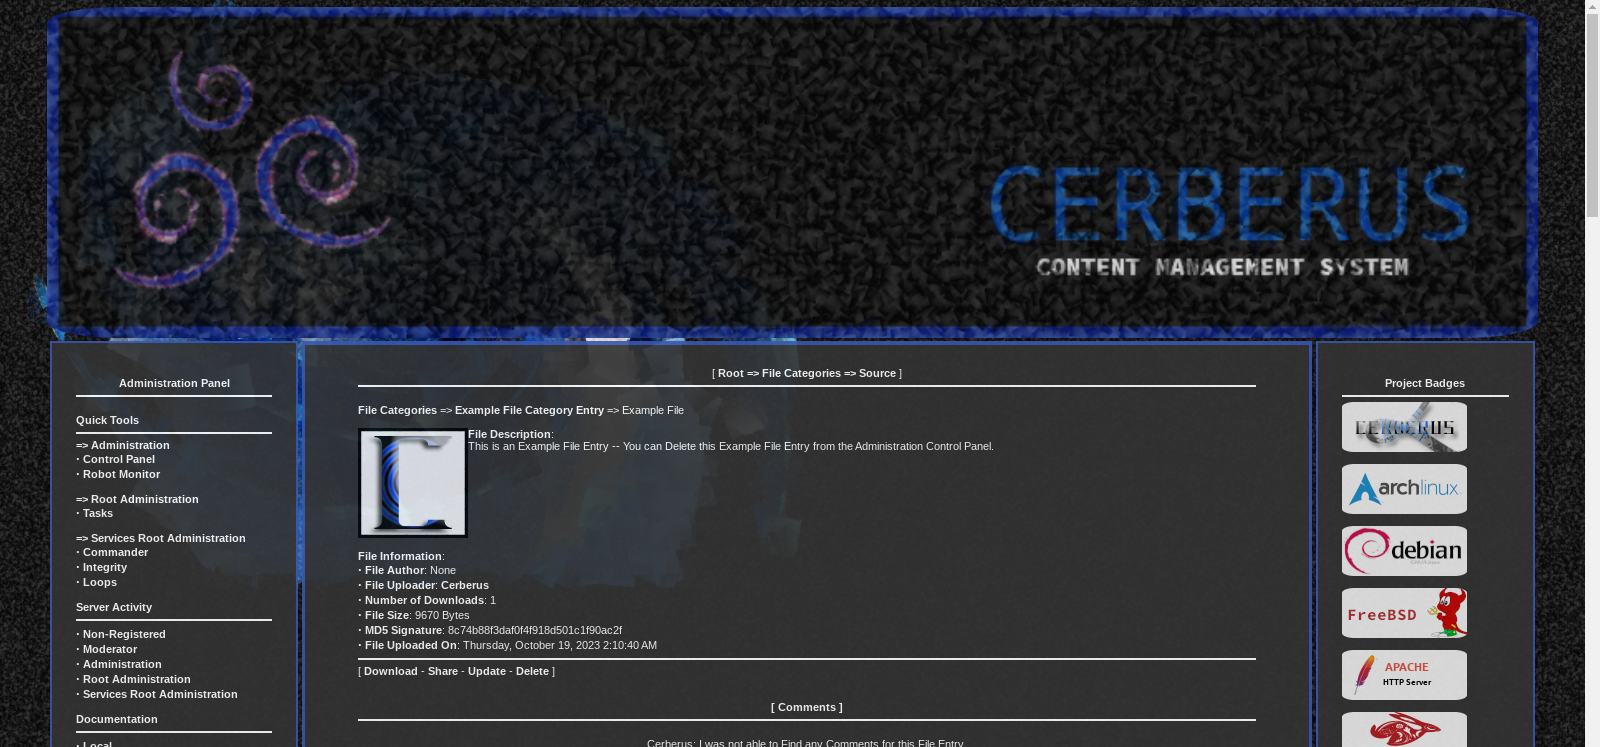 CERBERUS
CONTENT MANAGEMENT SYSTEM
Administration Panel
Quick Tools
=> Administration
· Control Panel
· Robot Monitor
=> Root Administration
· Tasks
=> Services Root Administration
· Commander
· Integrity
· Loops
Server Activity
· Non-Registered
· Moderator
· Administration
· Root Administration
· Services Root Administration
Documentation
· Local
[ Root => File Categories => Source ]
File Categories => Example File Category Entry => Example File
File Description:
This is an Example File Entry -- You can Delete this Example File Entry from the Administration Control Panel.
File Information:
· File Author: None
· File Uploader: Cerberus
· Number of Downloads: 1
· File Size: 9670 Bytes
· MD5 Signature: 8c74b88f3daf0f4f918d501c1f90ac2f
· File Uploaded On: Thursday, October 19, 2023 2:10:40 AM
[ Download - Share - Update - Delete ]
[ Comments ]
Cerberus: I was not able to Find any Comments for this File Entry
Project Badges
CERBERUS
archlinux
debian
FreeBSD
APACHE
HTTP Server